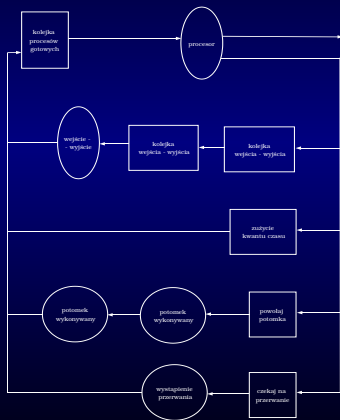 kolejka
procesów
gotowych
procesor
wejście -
- wyjście
kolejka
wejścia - wyjścia
kolejka
wejścia - wyjścia
zużycie
kwantu czasu
potomek
wykonywany
potomek
wykonywany
powołaj
potomka
wystąpienie
przerwania
czekaj na
przerwanie